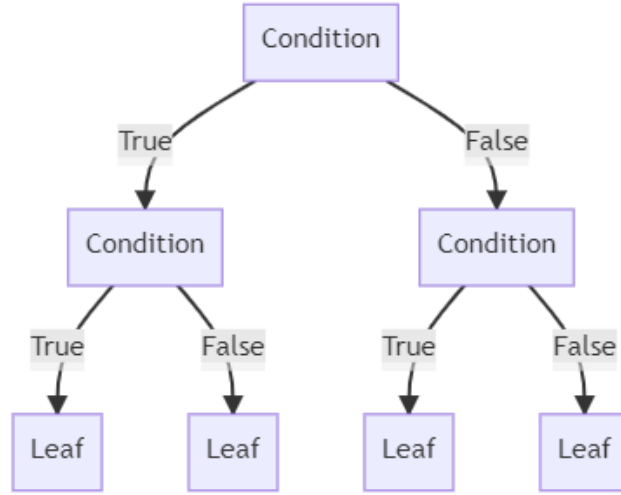 Condition
True
False
Condition
Condition
True
False
True
False
Leaf
Leaf
Leaf
Leaf